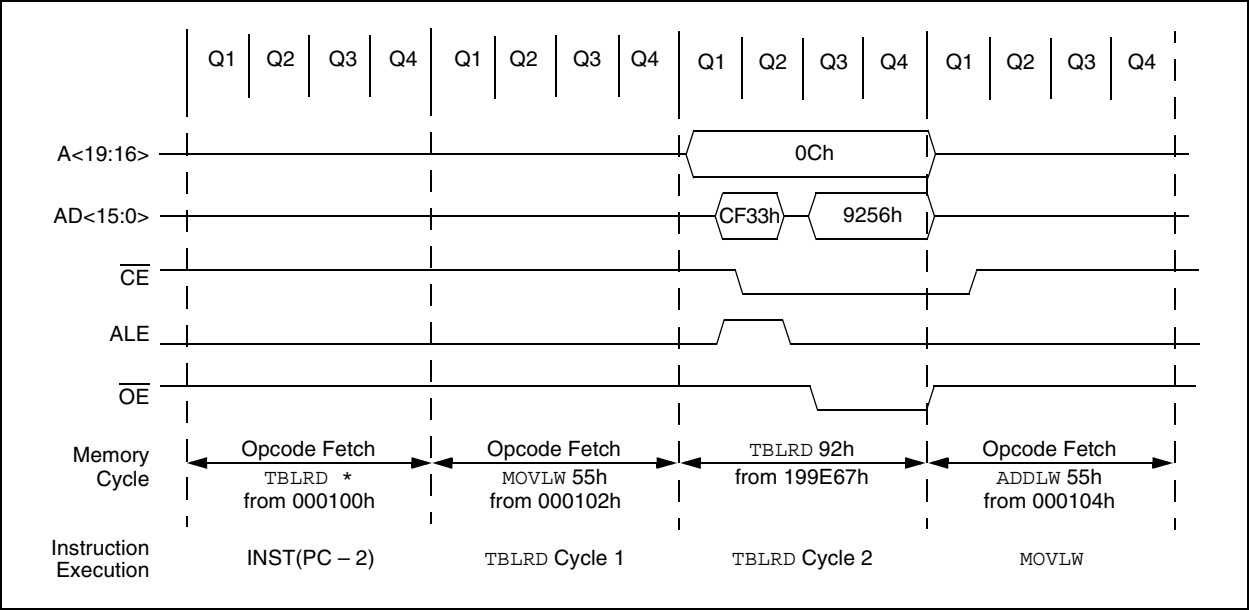 Q1 Q2 Q3 Q4 Q1 Q2 Q3 Q4 Q1 Q2 Q3 Q4 Q1 Q2 Q3 Q4
A<19:16> 0Ch
AD<15:0> CF33h 9256h
CE
ALE
OE
Memory Cycle
Opcode Fetch
TBLRD *
from 000100h
Opcode Fetch
MOVLW 55h
from 000102h
TBLRD 92h
from 199E67h
Opcode Fetch
ADDLW 55h
from 000104h
Instruction
Execution
INST(PC – 2) TBLRD Cycle 1 TBLRD Cycle 2 MOVLW